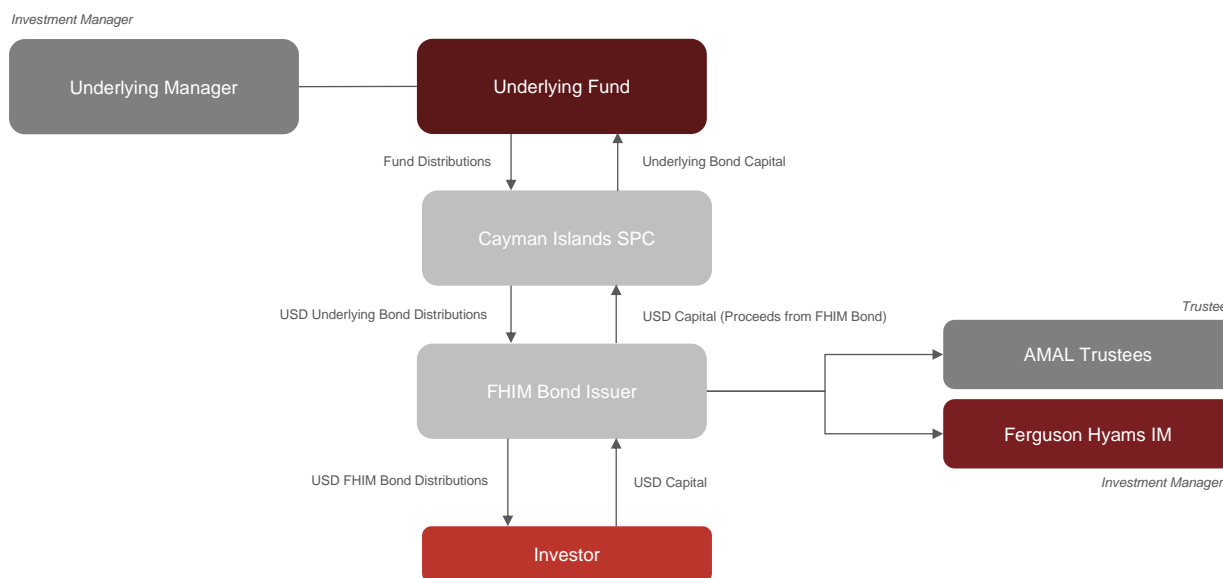 Investment Manager
Underlying Manager
Underlying Fund
Fund Distributions
Underlying Bond Capital
Cayman Islands SPC
USD Underlying Bond Distributions
USD Capital (Proceeds from FHIM Bond)
Trustee
AMAL Trustees
FHIM Bond Issuer
Ferguson Hyams IM
Investment Manager
USD FHIM Bond Distributions
USD Capital
Investor